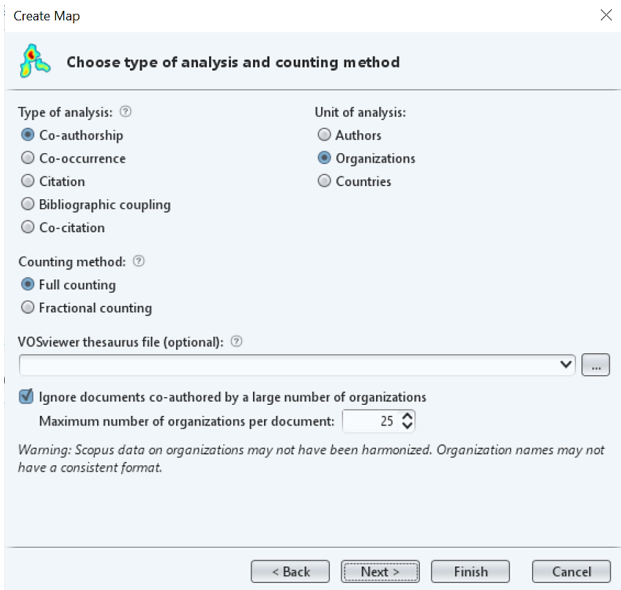 Create Map
Choose type of analysis and counting method
Type of analysis:
Unit of analysis:
Co-authorship
Authors
Co-occurrence
Organizations
Citation
Countries
Bibliographic coupling
Co-citation
Counting method:
Full counting
Fractional counting
VOSviewer thesaurus file (optional):
...
Ignore documents co-authored by a large number of organizations
Maximum number of organizations per document: 25
Warning: Scopus data on organizations may not have been harmonized. Organization names may not
have a consistent format.
< Back Next > Finish Cancel